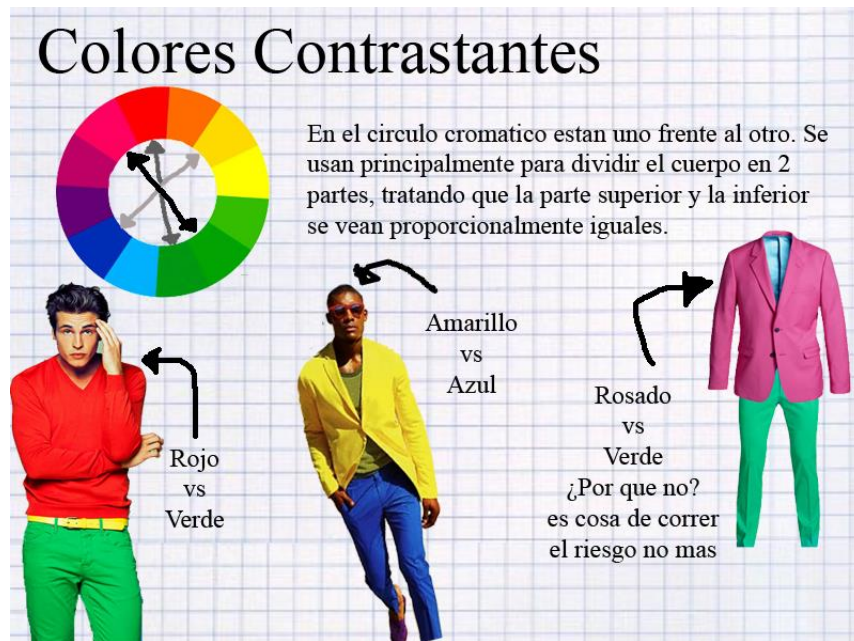 Colores Contrastantes
En el circulo cromatico estan uno frente al otro. Se
usan principalmente para dividir el cuerpo en 2
partes, tratando que la parte superior y la inferior
se vean proporcionalmente iguales.
Rojo
vs
Verde
Amarillo
vs
Azul
Rosado
vs
Verde
¿Por que no?
es cosa de correr
el riesgo no mas